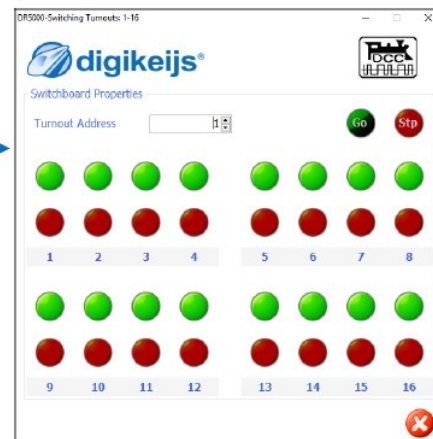 DR5000-Switching Turnouts: 1-16
digikeijs®
DCC
Switchboard Properties
Turnout Address 1 Go Stp
1 2 3 4 5 6 7 8
9 10 11 12 13 14 15 16